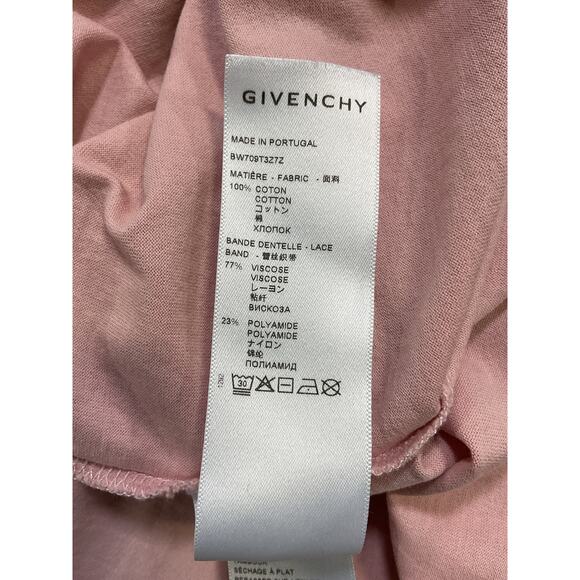 GIVENCHY
MADE IN PORTUGAL
BW709T3Z7Z
MATIÈRE - FABRIC - 面料
100% COTON
COTTON
コットン
棉
ХЛОПОК
BANDE DENTELLE - LACE
BAND - 蕾丝织带
77% VISCOSE
VISCOSE
レーヨン
粘纤
ВИСКОЗА
23% POLYAMIDE
POLYAMIDE
ナイロン
锦纶
ПОЛИАМИД
30
SÉCHAGE À PLAT